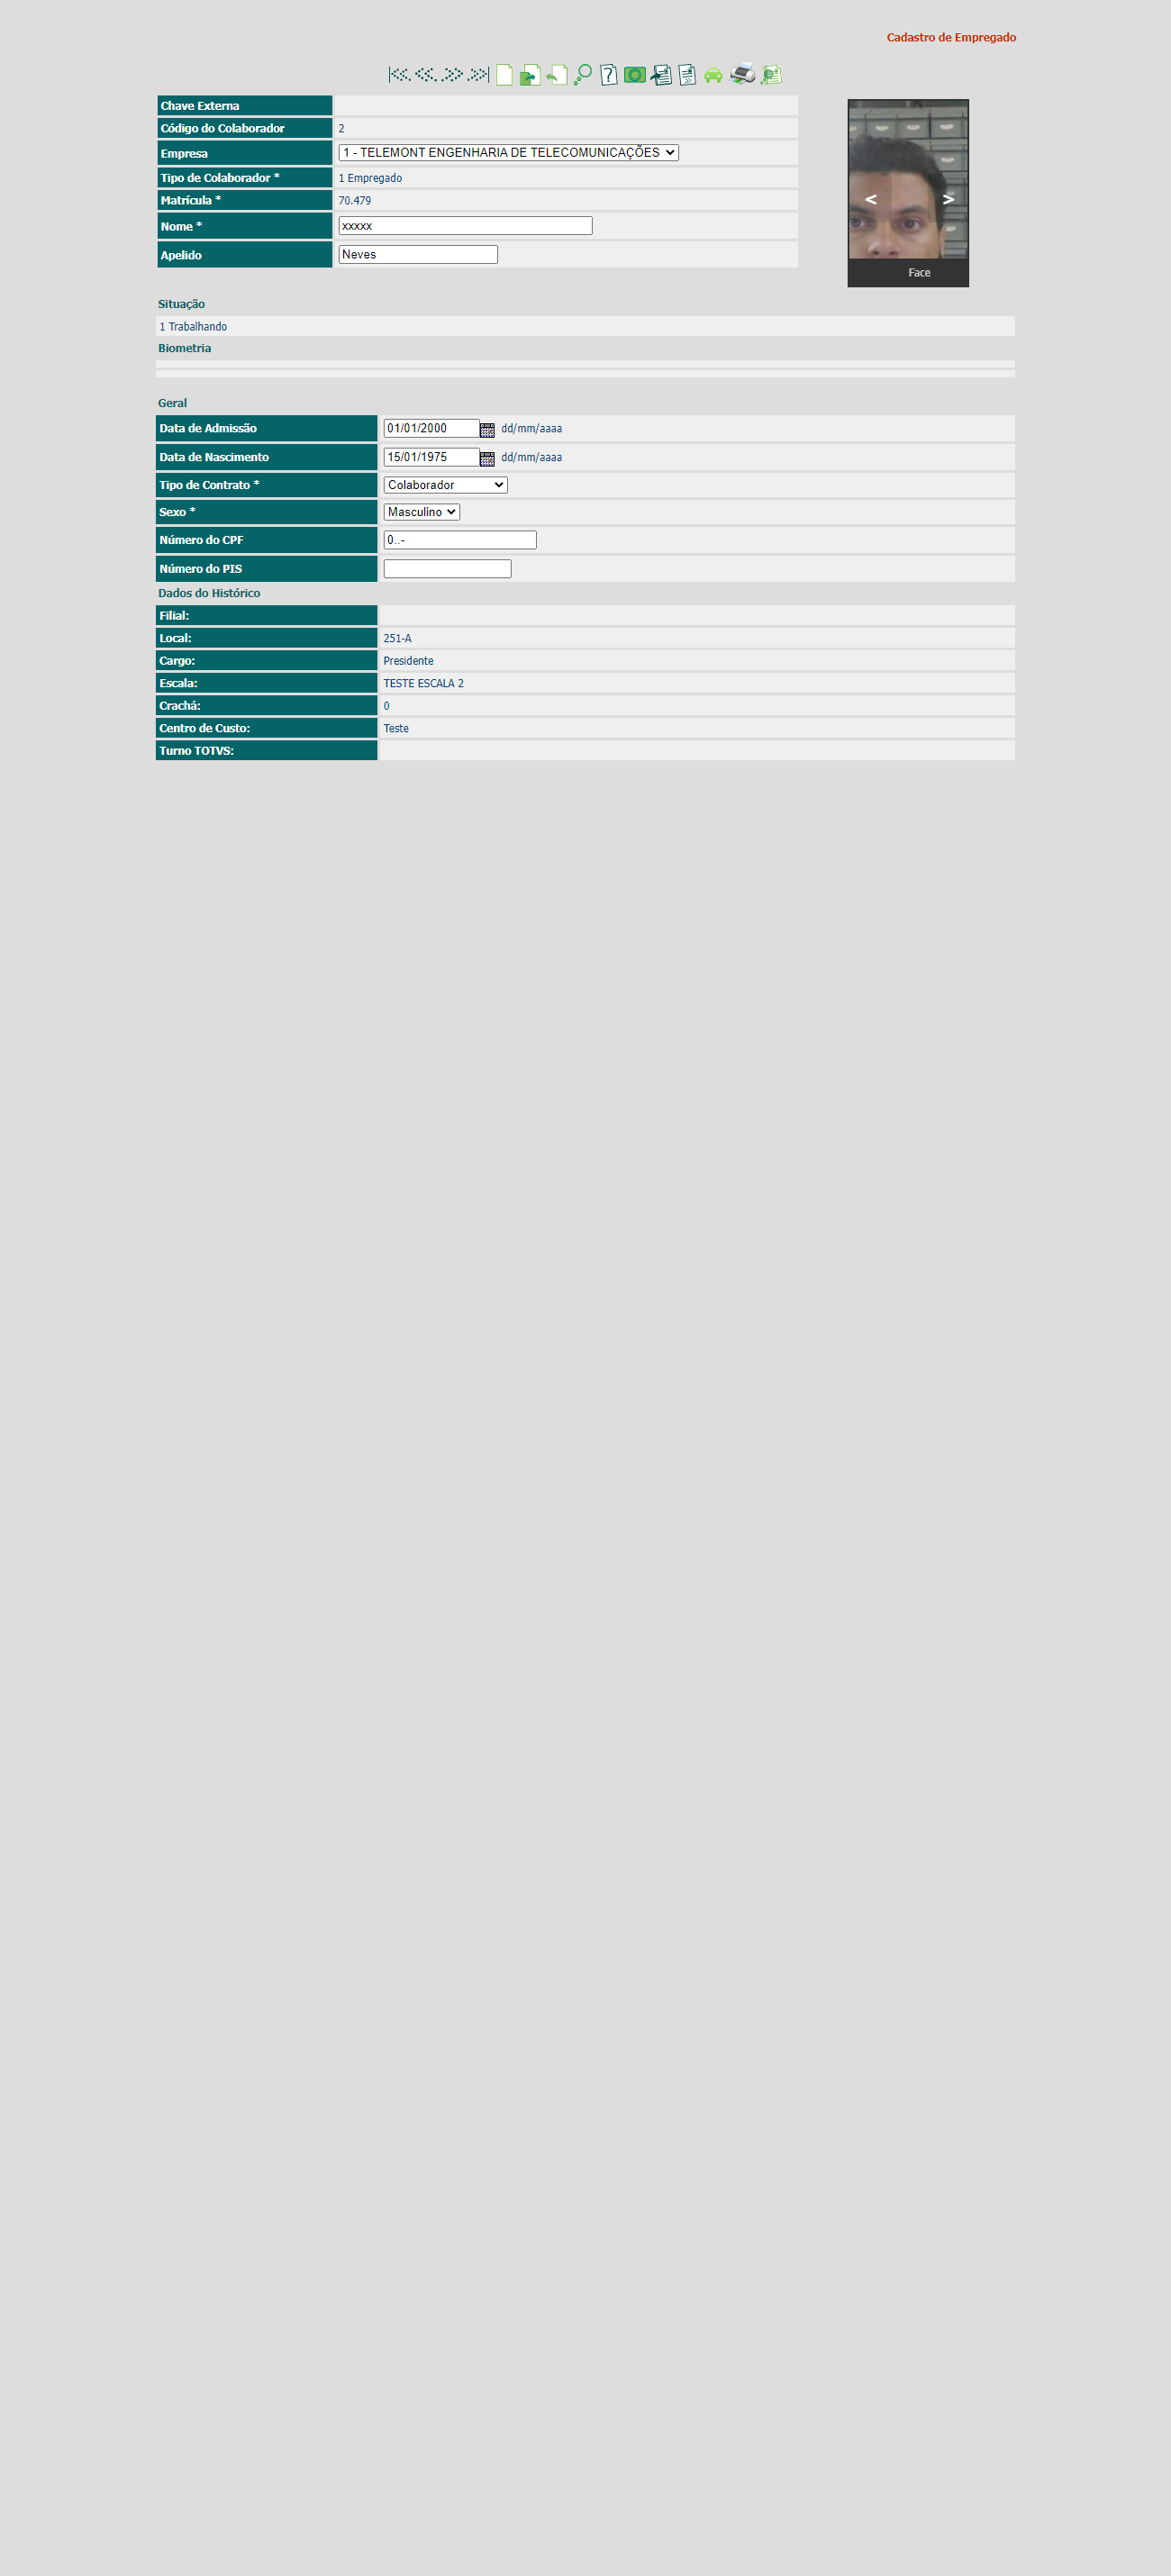 Cadastro de Empregado
Chave Externa
Código do Colaborador 2
Empresa 1 - TELEMONT ENGENHARIA DE TELECOMUNICAÇÕES
Tipo de Colaborador * 1 Empregado
Matrícula * 70.479
Nome * xxxxx
Apelido Neves
< >
Face
Situação
1 Trabalhando
Biometria
Geral
Data de Admissão 01/01/2000 dd/mm/aaaa
Data de Nascimento 15/01/1975 dd/mm/aaaa
Tipo de Contrato * Colaborador
Sexo * Masculino
Número do CPF 0..-
Número do PIS
Dados do Histórico
Filial:
Local: 251-A
Cargo: Presidente
Escala: TESTE ESCALA 2
Crachá: 0
Centro de Custo: Teste
Turno TOTVS: